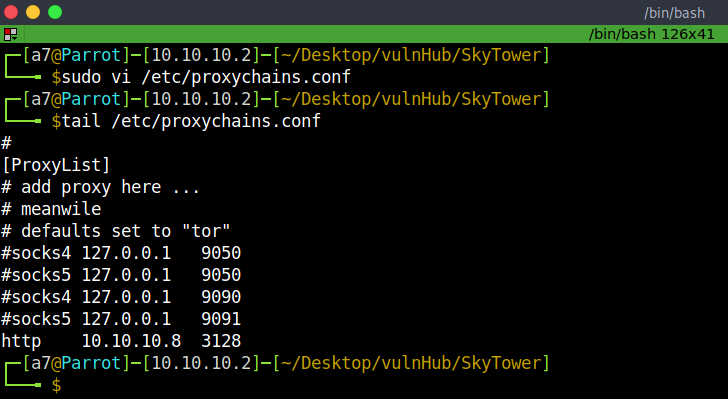 /bin/bash
/bin/bash 126x41
┌─[a7@Parrot]─[10.10.10.2]─[~/Desktop/vulnHub/SkyTower]
└──╼ $sudo vi /etc/proxychains.conf
┌─[a7@Parrot]─[10.10.10.2]─[~/Desktop/vulnHub/SkyTower]
└──╼ $tail /etc/proxychains.conf
#
[ProxyList]
# add proxy here ...
# meanwile
# defaults set to "tor"
#socks4 127.0.0.1   9050
#socks5 127.0.0.1   9050
#socks4 127.0.0.1   9090
#socks5 127.0.0.1   9091
http    10.10.10.8  3128
┌─[a7@Parrot]─[10.10.10.2]─[~/Desktop/vulnHub/SkyTower]
└──╼ $